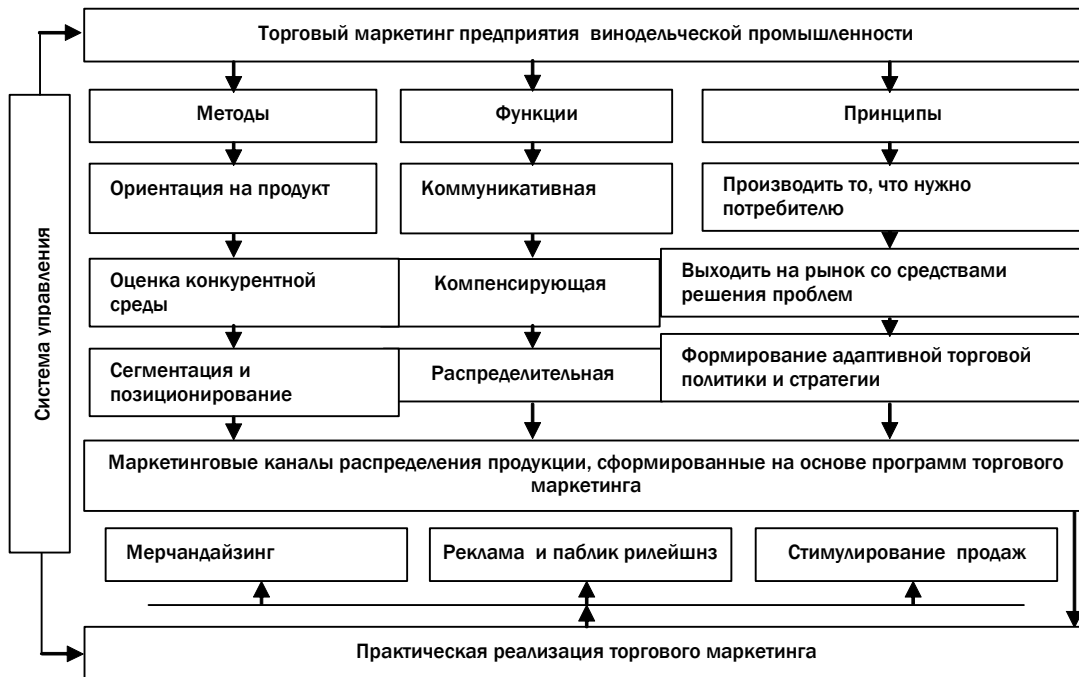 Торговый маркетинг предприятия винодельческой промышленности
Система управления
Методы
Функции
Принципы
Ориентация на продукт
Коммуникативная
Производить то, что нужно
потребителю
Оценка конкурентной
среды
Компенсирующая
Выходить на рынок со средствами
решения проблем
Сегментация и
позиционирование
Распределительная
Формирование адаптивной торговой
политики и стратегии
Маркетинговые каналы распределения продукции, сформированные на основе программ торгового
маркетинга
Мерчандайзинг
Реклама и паблик рилейшнз
Стимулирование продаж
Практическая реализация торгового маркетинга